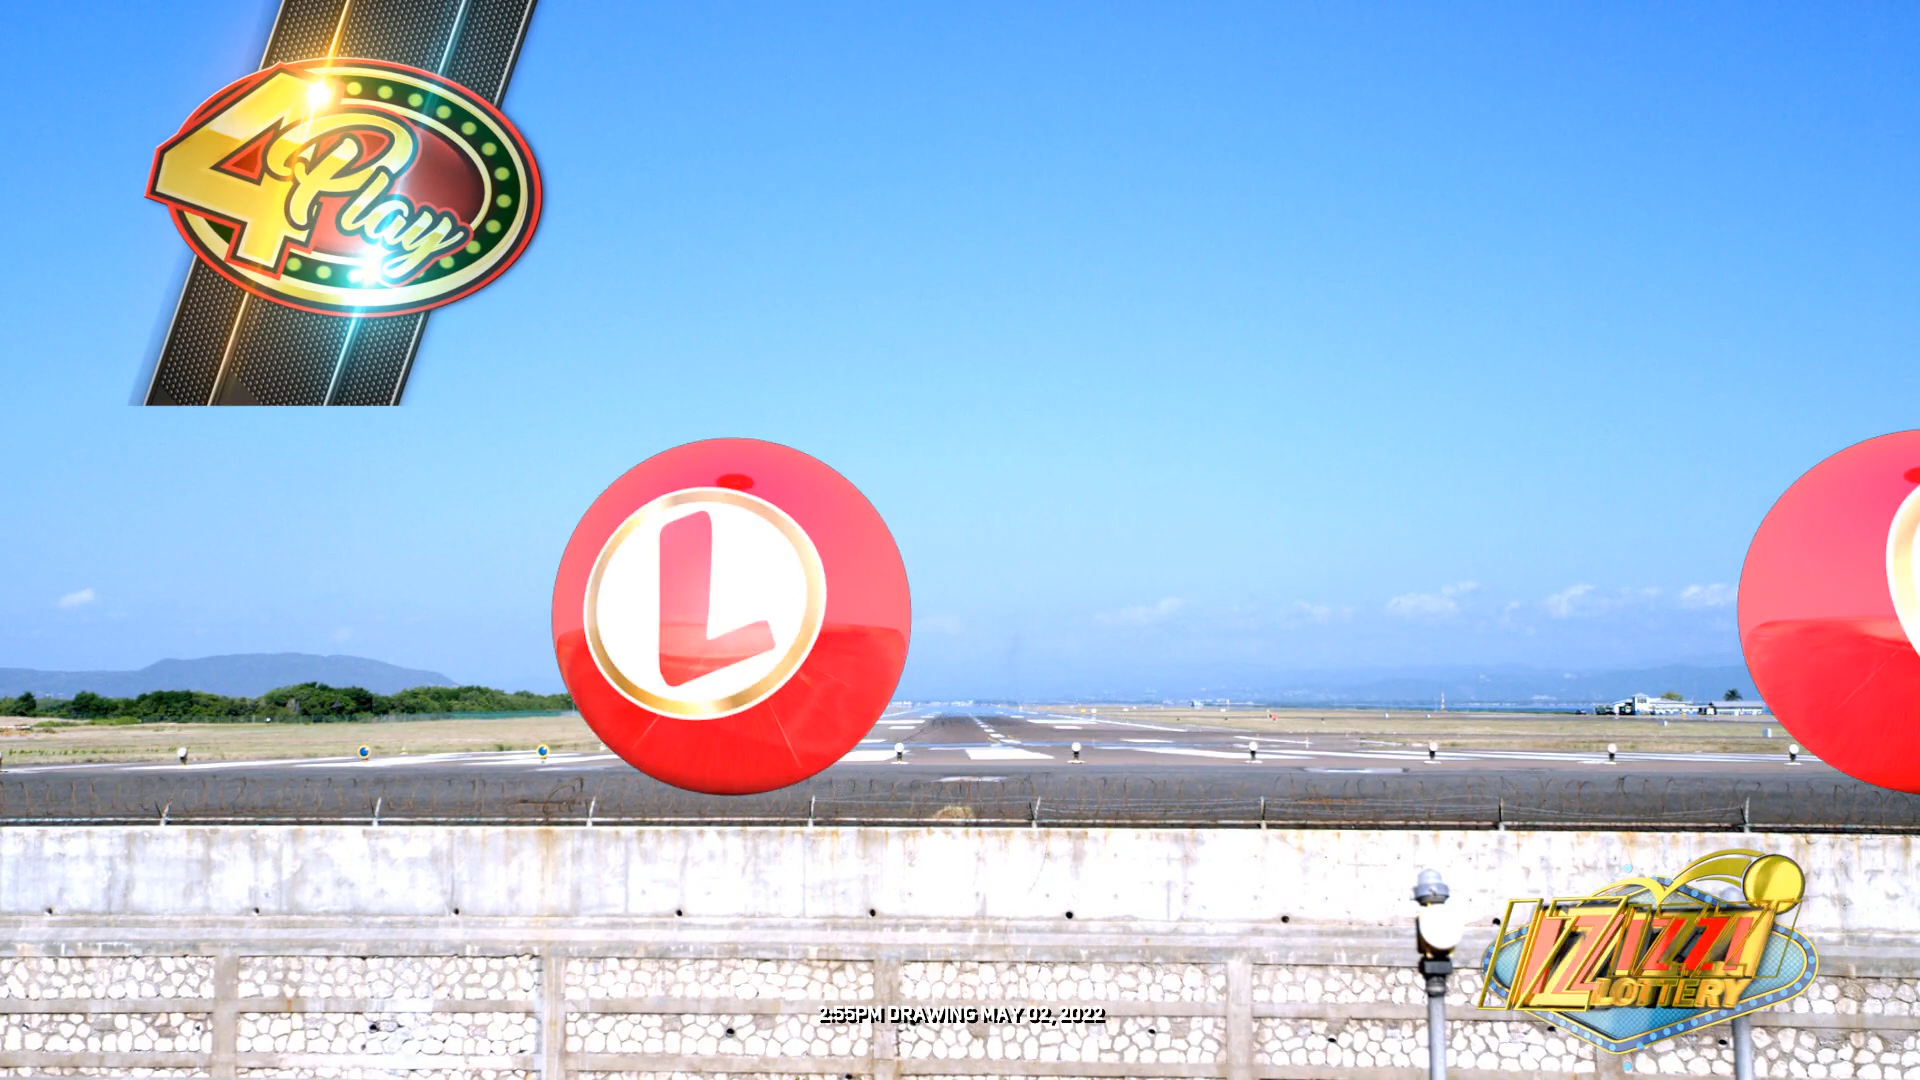 4Play
L
IZIZZI
LOTTERY
2:55PM DRAWING MAY 02, 2022